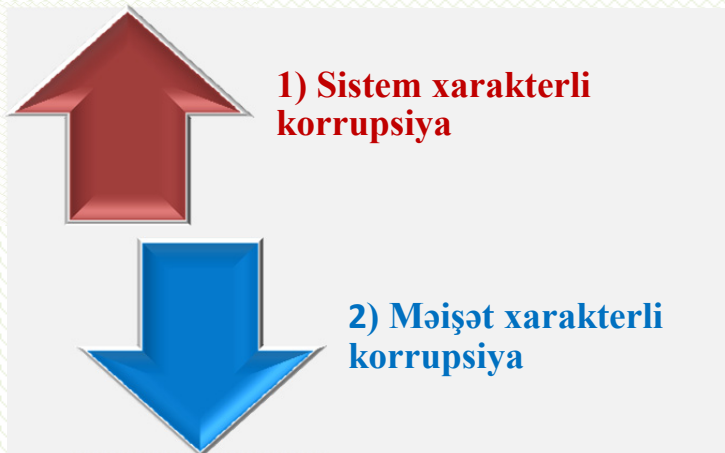 1) Sistem xarakterli
korrupsiya
2) Məişət xarakterli
korrupsiya